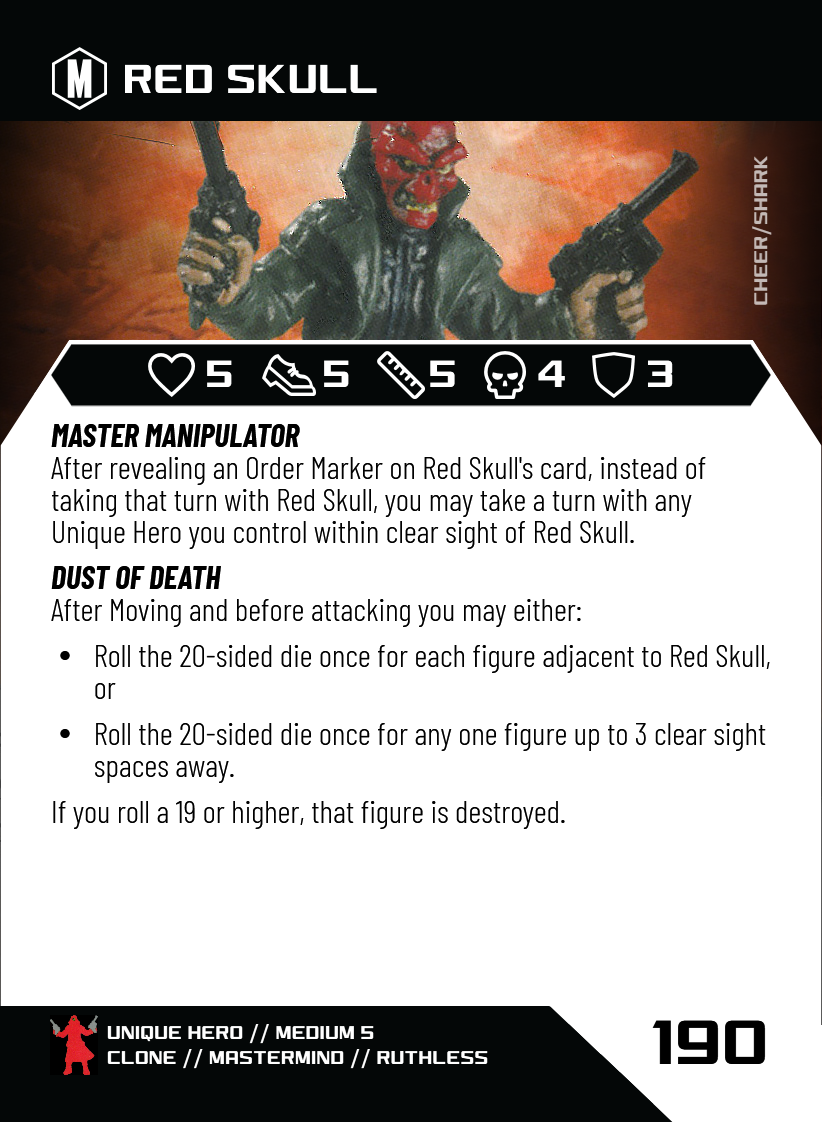 M RED SKULL
CHEER/SHARK
5 5 5 4 3
MASTER MANIPULATOR
After revealing an Order Marker on Red Skull's card, instead of
taking that turn with Red Skull, you may take a turn with any
Unique Hero you control within clear sight of Red Skull.
DUST OF DEATH
After Moving and before attacking you may either:
• Roll the 20-sided die once for each figure adjacent to Red Skull,
or
• Roll the 20-sided die once for any one figure up to 3 clear sight
spaces away.
If you roll a 19 or higher, that figure is destroyed.
UNIQUE HERO // MEDIUM 5
CLONE // MASTERMIND // RUTHLESS
190